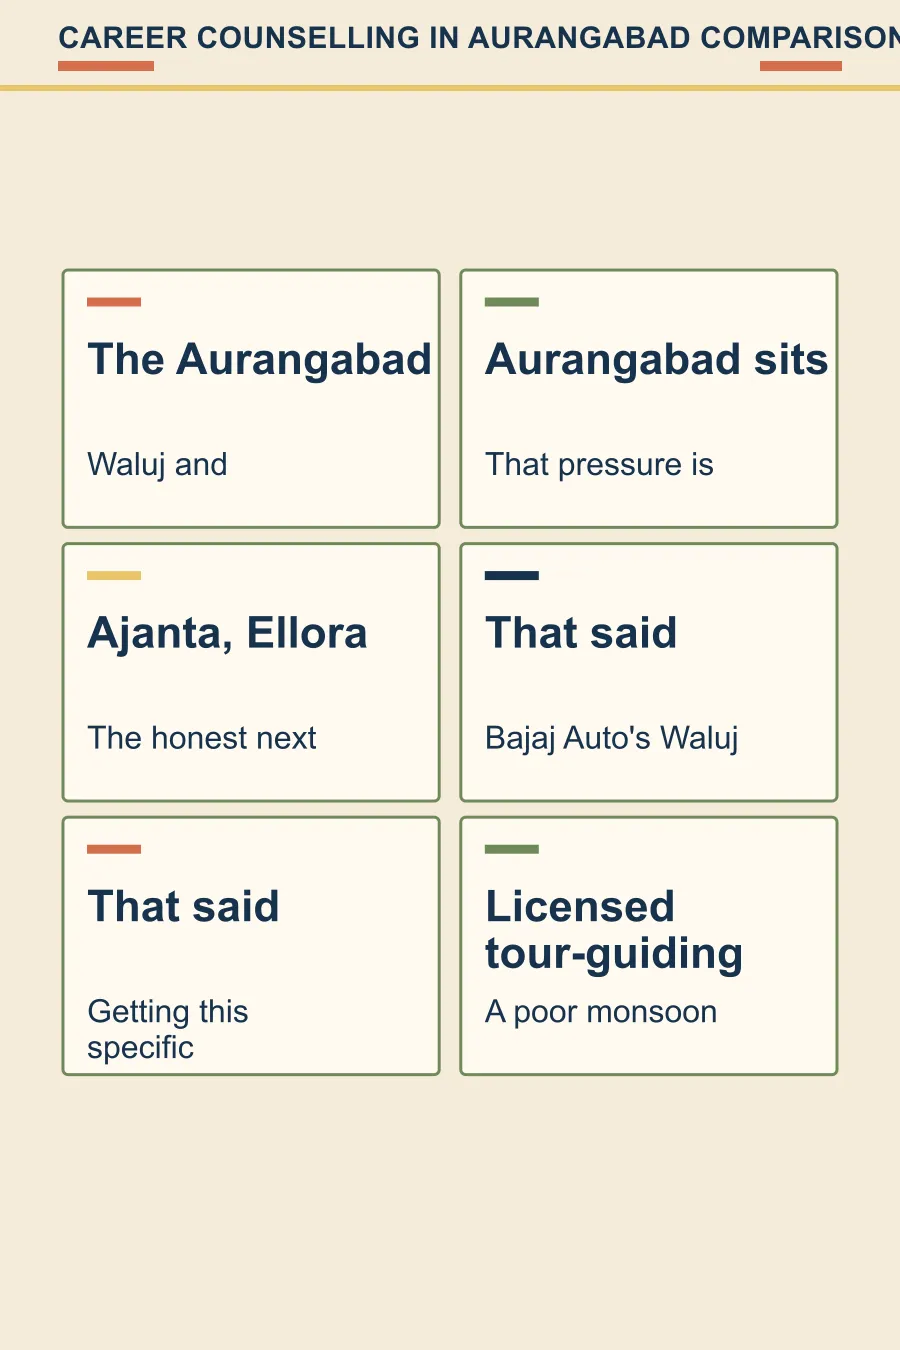 CAREER COUNSELLING IN AURANGABAD COMPARISON
The Aurangabad
Waluj and
Aurangabad sits
That pressure is
Ajanta, Ellora
The honest next
That said
Bajaj Auto's Waluj
That said
Getting this
specific
Licensed
tour-guiding
A poor monsoon